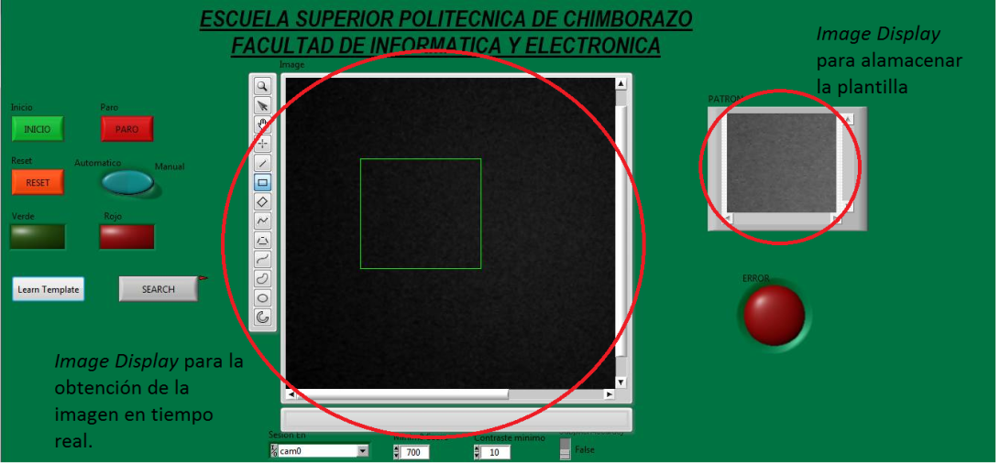 ESCUELA SUPERIOR POLITECNICA DE CHIMBORAZO
FACULTAD DE INFORMATICA Y ELECTRONICA
Image Display
para alamacenar
la plantilla
Image
PATRON
Inicio
Paro
INICIO
PARO
Reset
RESET
Automatico
Manual
Verde
Rojo
Learn Template
SEARCH
ERROR
Image Display para la
obtención de la
imagen en tiempo
real.
Sesion En
cam0
700
Contraste minimo
10
False